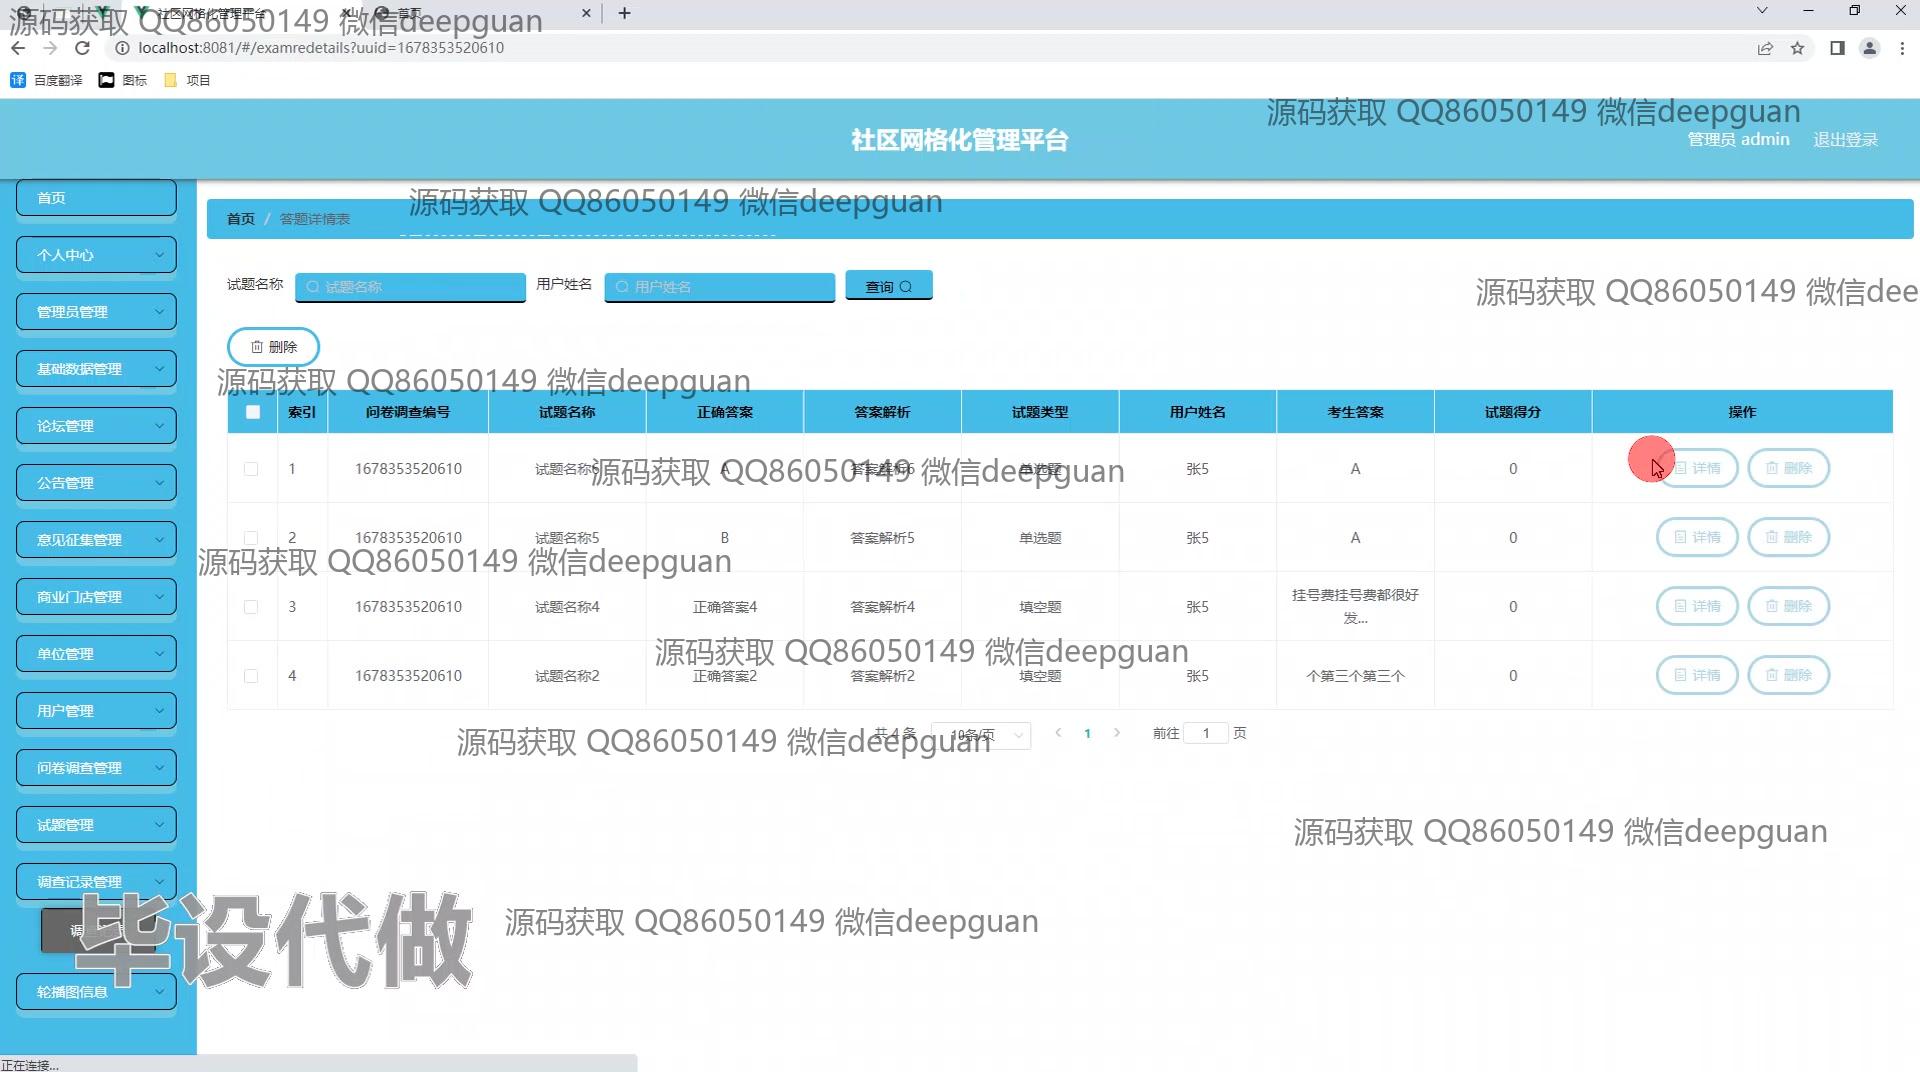 源码获取 QQ86050149 微信deepguan
社区网格化管理平台
首页
localhost:8081/#/examredetails?uuid=1678353520610
百度翻译 图标 项目
源码获取 QQ86050149 微信deepguan
社区网格化管理平台
管理员 admin 退出登录
首页
源码获取 QQ86050149 微信deepguan
首页 / 答题详情表
个人中心
试题名称 试题名称 用户姓名 用户姓名 查询
源码获取 QQ86050149 微信dee
管理员管理
删除
基础数据管理
源码获取 QQ86050149 微信deepguan
索引 问卷调查编号 试题名称 正确答案 答案解析 试题类型 用户姓名 考生答案 试题得分 操作
论坛管理
1 1678353520610 试题名称6 A 答案解析6 单选题 张5 A 0 详情 删除
源码获取 QQ86050149 微信deepguan
公告管理
2 1678353520610 试题名称5 B 答案解析5 单选题 张5 A 0 详情 删除
意见征集管理
源码获取 QQ86050149 微信deepguan
商业门店管理
3 1678353520610 试题名称4 正确答案4 答案解析4 填空题 张5 挂号费挂号费都很好发... 0 详情 删除
单位管理
源码获取 QQ86050149 微信deepguan
4 1678353520610 试题名称2 正确答案2 答案解析2 填空题 张5 个第三个第三个 0 详情 删除
用户管理
共 4 条 10条/页 1 前往 1 页
源码获取 QQ86050149 微信deepguan
问卷调查管理
试题管理
源码获取 QQ86050149 微信deepguan
调查记录管理
毕设代做
源码获取 QQ86050149 微信deepguan
轮播图信息
正在连接...